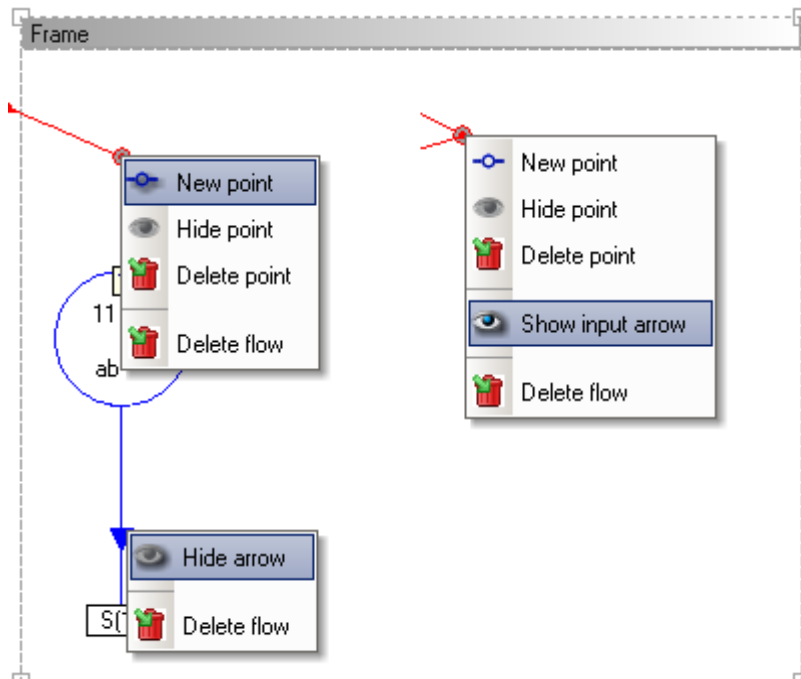 Frame
New point
Hide point
Delete point
Delete flow
11
ab
Hide arrow
Delete flow
S(
New point
Hide point
Delete point
Show input arrow
Delete flow